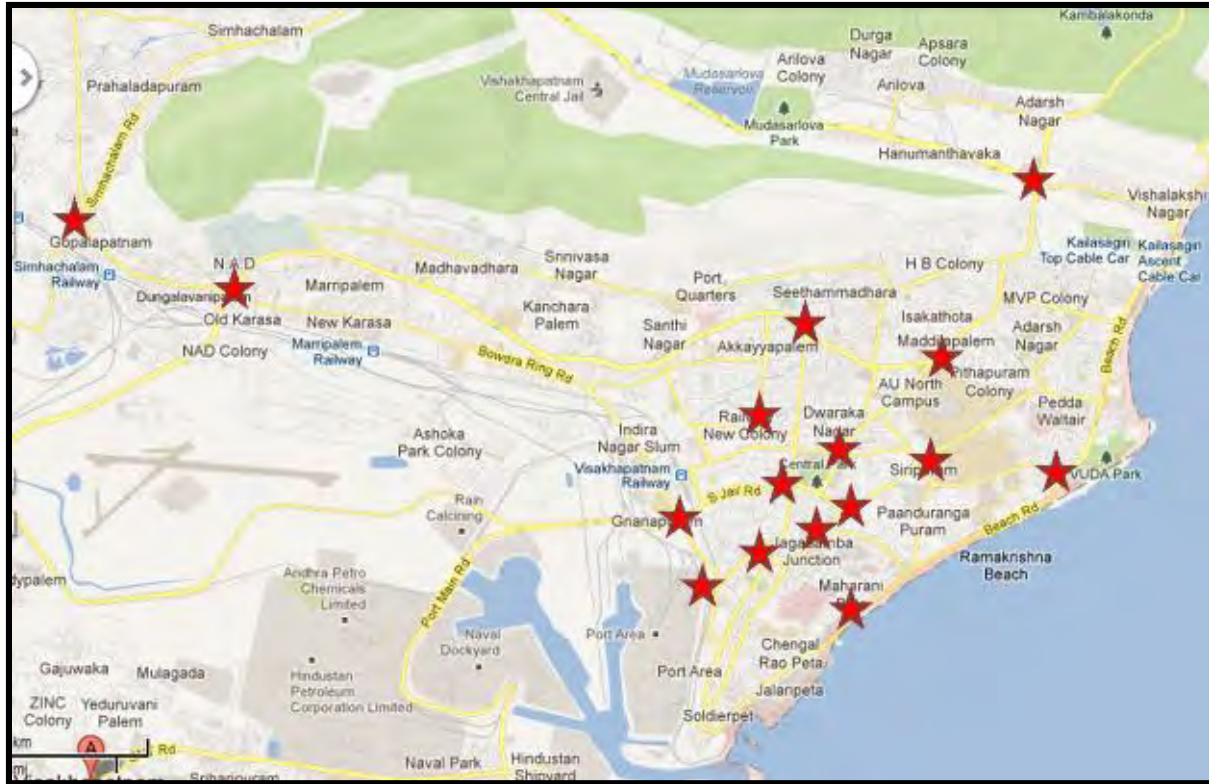 Simhachalam
Prahaladapuram
Simhachalam Rd
Gopalapatnam
Simhachalam
Railway
N A D
Dungalavanipalem
Old Karasa
NAD Colony
Marripalem
New Karasa
Marripalem
Railway
Madhavadhara
Srinivasa
Nagar
Kanchara
Palem
Bowdra Ring Rd
Vishakhapatnam
Central Jail
Mudasarlova
Reservoir
Mudasarlova
Park
Durga
Nagar
Arilova
Colony
Apsara
Colony
Arilova
Kambalakonda
Adarsh
Nagar
Hanumanthavaka
Vishalakshi
Nagar
Kailasagiri
Top Cable Car
Kailasagiri
Ascent
Cable Car
H B Colony
MVP Colony
Port
Quarters
Seethammadhara
Isakathota
Santhi
Nagar
Akkayyapalem
Maddilapalem
Adarsh
Nagar
Beach Rd
Pithapuram
Colony
AU North
Campus
Pedda
Waltair
New Colony
Dwaraka
Nagar
Central Park
VUDA Park
Indira
Nagar Slum
Visakhapatnam
Railway
Ashoka
Park Colony
S Jail Rd
Paanduranga
Puram
Beach Rd
Ramakrishna
Beach
Rain
Calcining
Junction
Maharani
Andhra Petro
Chemicals
Limited
Port Main Rd
Naval
Dockyard
Port Area
Port Area
Chengal
Rao Peta
Jalaripeta
Soldierpet
Hindustan
Petroleum
Corporation Limited
Gajuwaka
Mulagada
ZINC
Colony
Yeduruvani
Palem
A
km
Rd
Naval Park
Hindustan
Shipyard